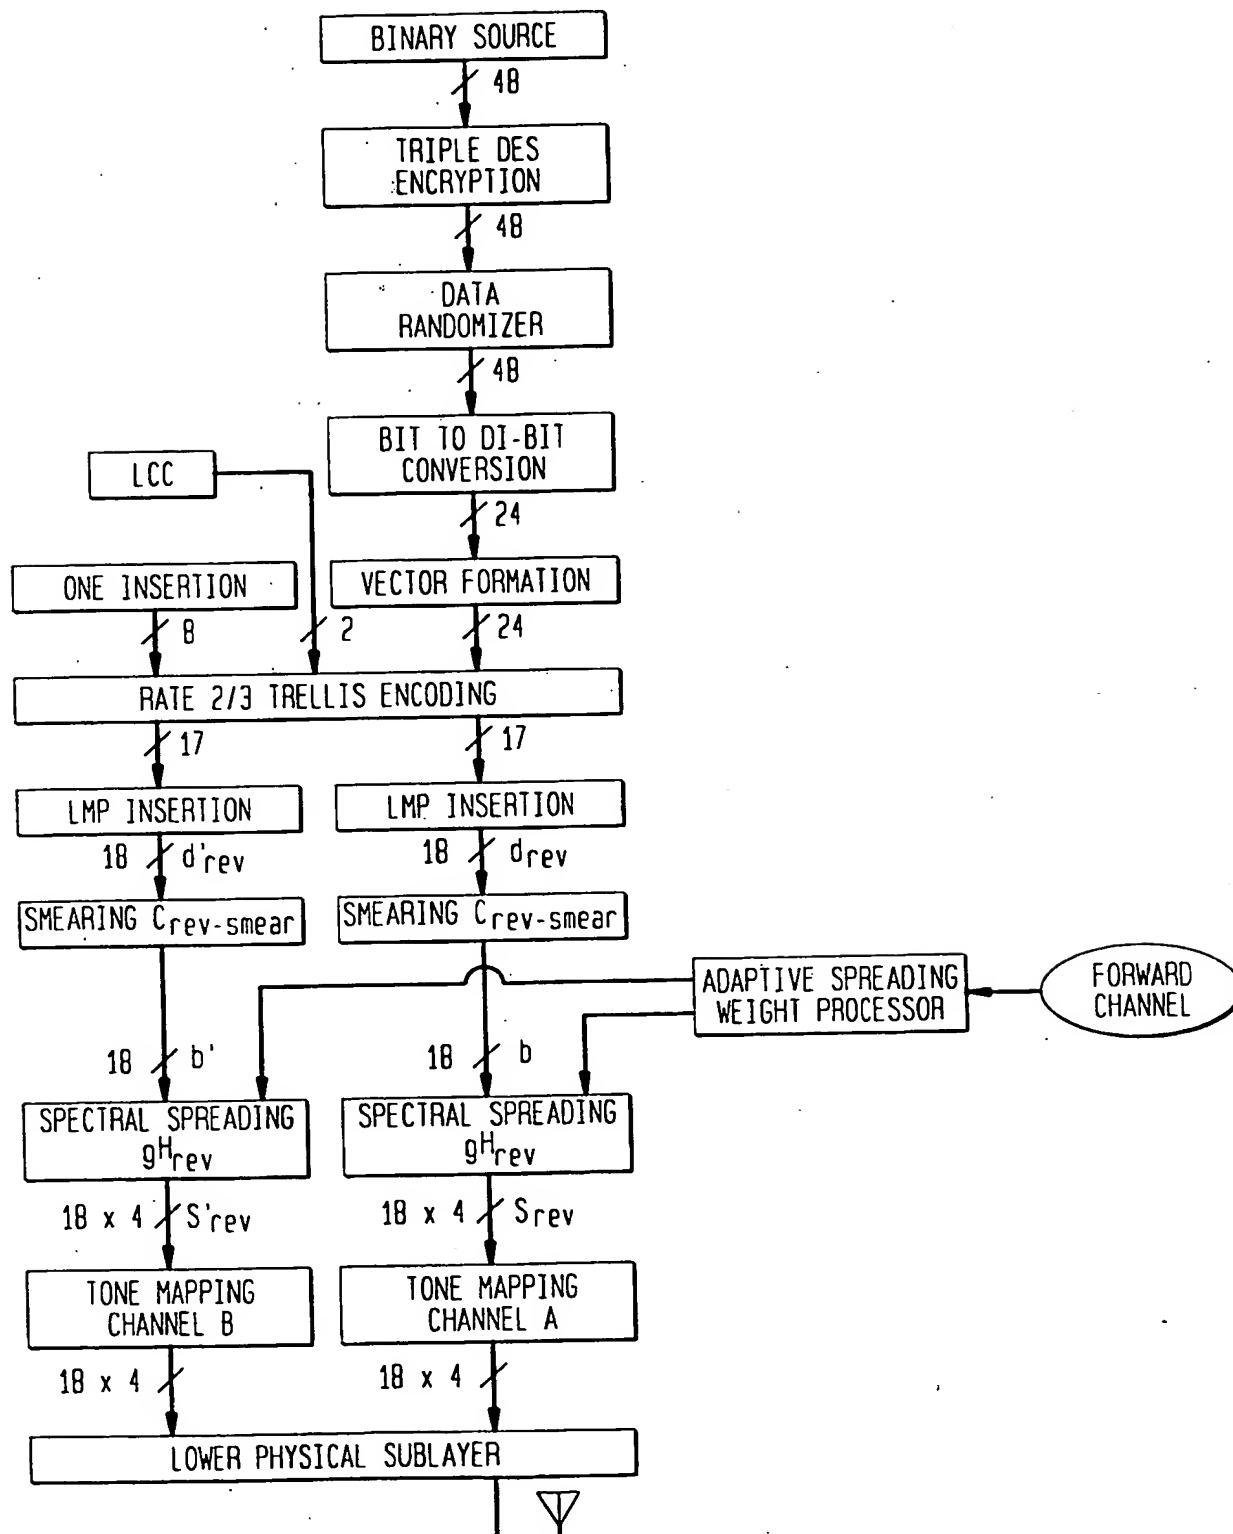 BINARY SOURCE
48
TRIPLE DES
ENCRYPTION
48
DATA
RANDOMIZER
48
BIT TO DI-BIT
CONVERSION
LCC
24
ONE INSERTION
VECTOR FORMATION
8
2
24
RATE 2/3 TRELLIS ENCODING
17
17
LMP INSERTION
LMP INSERTION
18 d'rev
18 drev
SMEARING Crev-smear
SMEARING Crev-smear
ADAPTIVE SPREADING
WEIGHT PROCESSOR
FORWARD
CHANNEL
18 b'
18 b
SPECTRAL SPREADING
gHrev
SPECTRAL SPREADING
gHrev
18 x 4 S'rev
18 x 4 Srev
TONE MAPPING
CHANNEL B
TONE MAPPING
CHANNEL A
18 x 4
18 x 4
LOWER PHYSICAL SUBLAYER